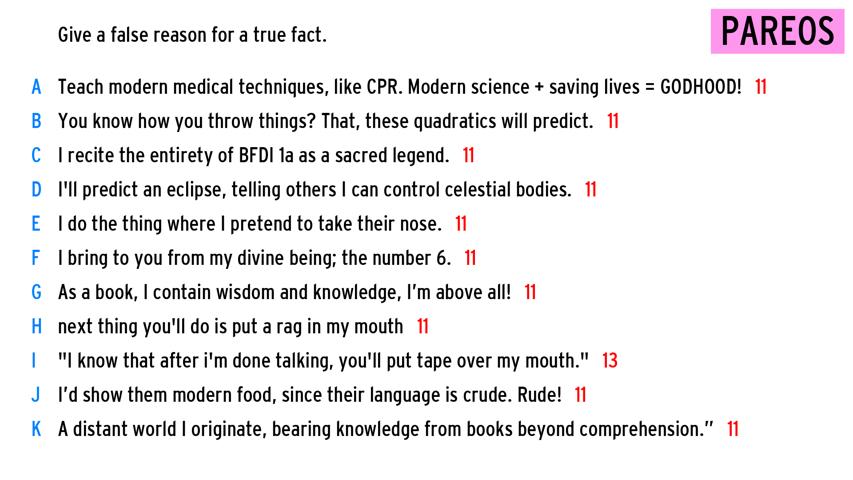 Give a false reason for a true fact.
PAREOS
A Teach modern medical techniques, like CPR. Modern science + saving lives = GODHOOD! 11
B You know how you throw things? That, these quadratics will predict. 11
C I recite the entirety of BFDI 1a as a sacred legend. 11
D I'll predict an eclipse, telling others I can control celestial bodies. 11
E I do the thing where I pretend to take their nose. 11
F I bring to you from my divine being; the number 6. 11
G As a book, I contain wisdom and knowledge, I’m above all! 11
H next thing you'll do is put a rag in my mouth 11
I "I know that after i'm done talking, you'll put tape over my mouth." 13
J I’d show them modern food, since their language is crude. Rude! 11
K A distant world I originate, bearing knowledge from books beyond comprehension.” 11